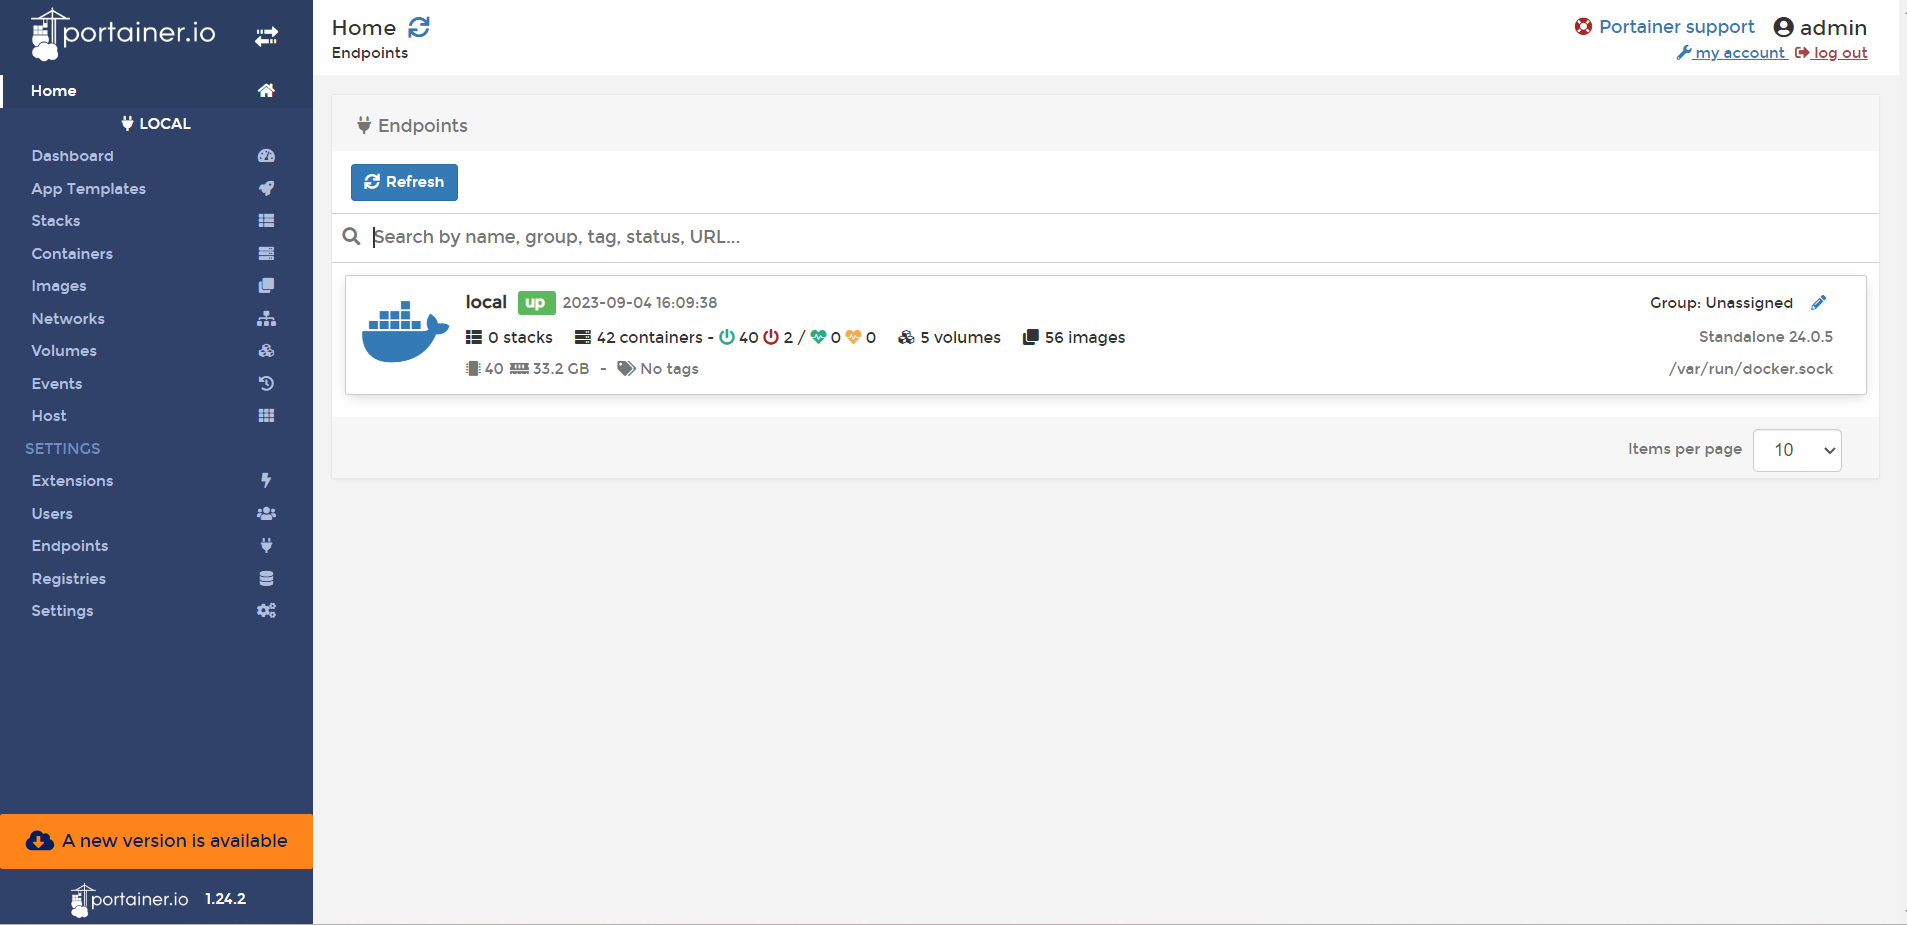 portainer.io
Home
LOCAL
Dashboard
App Templates
Stacks
Containers
Images
Networks
Volumes
Events
Host
SETTINGS
Extensions
Users
Endpoints
Registries
Settings
A new version is available
portainer.io 1.24.2
Home
Endpoints
Portainer support admin
my account log out
Endpoints
Refresh
Search by name, group, tag, status, URL...
local up 2023-09-04 16:09:38 Group: Unassigned
0 stacks 42 containers - 40 2 / 0 0 5 volumes 56 images Standalone 24.0.5
40 33.2 GB - No tags /var/run/docker.sock
Items per page 10